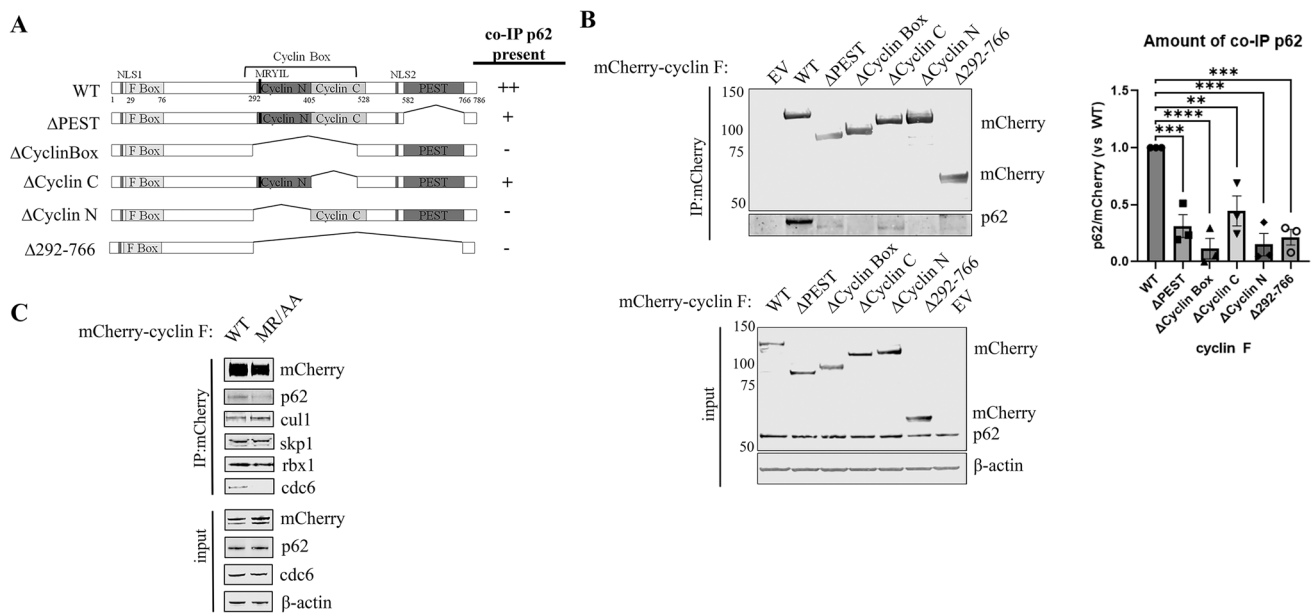 A
co-IP p62
present
Cyclin Box
NLS1
MRYIL
NLS2
WT
F Box
Cyclin N
Cyclin C
PEST
++
1 29 76 292 405 528 582 766 786
ΔPEST
F Box
Cyclin N
Cyclin C
+
ΔCyclinBox
F Box
PEST
-
ΔCyclin C
F Box
Cyclin N
PEST
+
ΔCyclin N
F Box
Cyclin C
PEST
-
Δ292-766
F Box
-
B
mCherry-cyclin F:
EV
WT
ΔPEST
ΔCyclin Box
ΔCyclin C
ΔCyclin N
Δ292-766
IP:mCherry
150
100
75
50
mCherry
mCherry
p62
mCherry-cyclin F:
WT
ΔPEST
ΔCyclin Box
ΔCyclin C
ΔCyclin N
Δ292-766
EV
input
150
100
75
50
mCherry
mCherry
p62
β-actin
Amount of co-IP p62
p62/mCherry (vs WT)
1.5
1.0
0.5
0.0
***
***
**
****
***
WT
ΔPEST
ΔCyclin Box
ΔCyclin C
ΔCyclin N
Δ292-766
cyclin F
C
mCherry-cyclin F:
WT
MR/AA
IP:mCherry
mCherry
p62
cul1
skp1
rbx1
cdc6
input
mCherry
p62
cdc6
β-actin